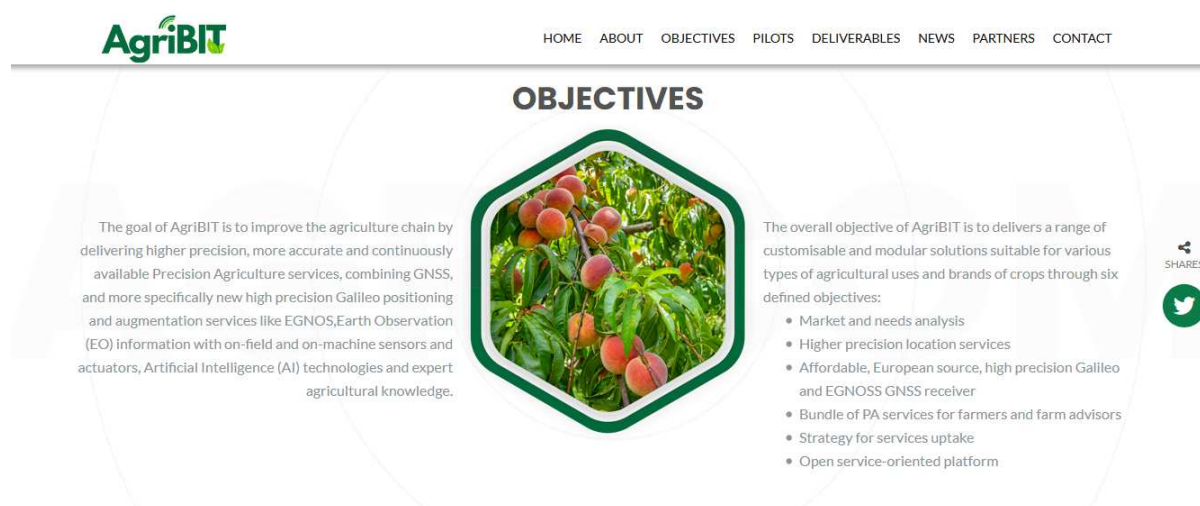 AgriBIT
HOME ABOUT OBJECTIVES PILOTS DELIVERABLES NEWS PARTNERS CONTACT
OBJECTIVES
The goal of AgriBIT is to improve the agriculture chain by
delivering higher precision, more accurate and continuously
available Precision Agriculture services, combining GNSS,
and more specifically new high precision Galileo positioning
and augmentation services like EGNOS,Earth Observation
(EO) information with on-field and on-machine sensors and
actuators, Artificial Intelligence (AI) technologies and expert
agricultural knowledge.
The overall objective of AgriBIT is to delivers a range of
customisable and modular solutions suitable for various
types of agricultural uses and brands of crops through six
defined objectives:
• Market and needs analysis
• Higher precision location services
• Affordable, European source, high precision Galileo
and EGNOSS GNSS receiver
• Bundle of PA services for farmers and farm advisors
• Strategy for services uptake
• Open service-oriented platform
SHARES